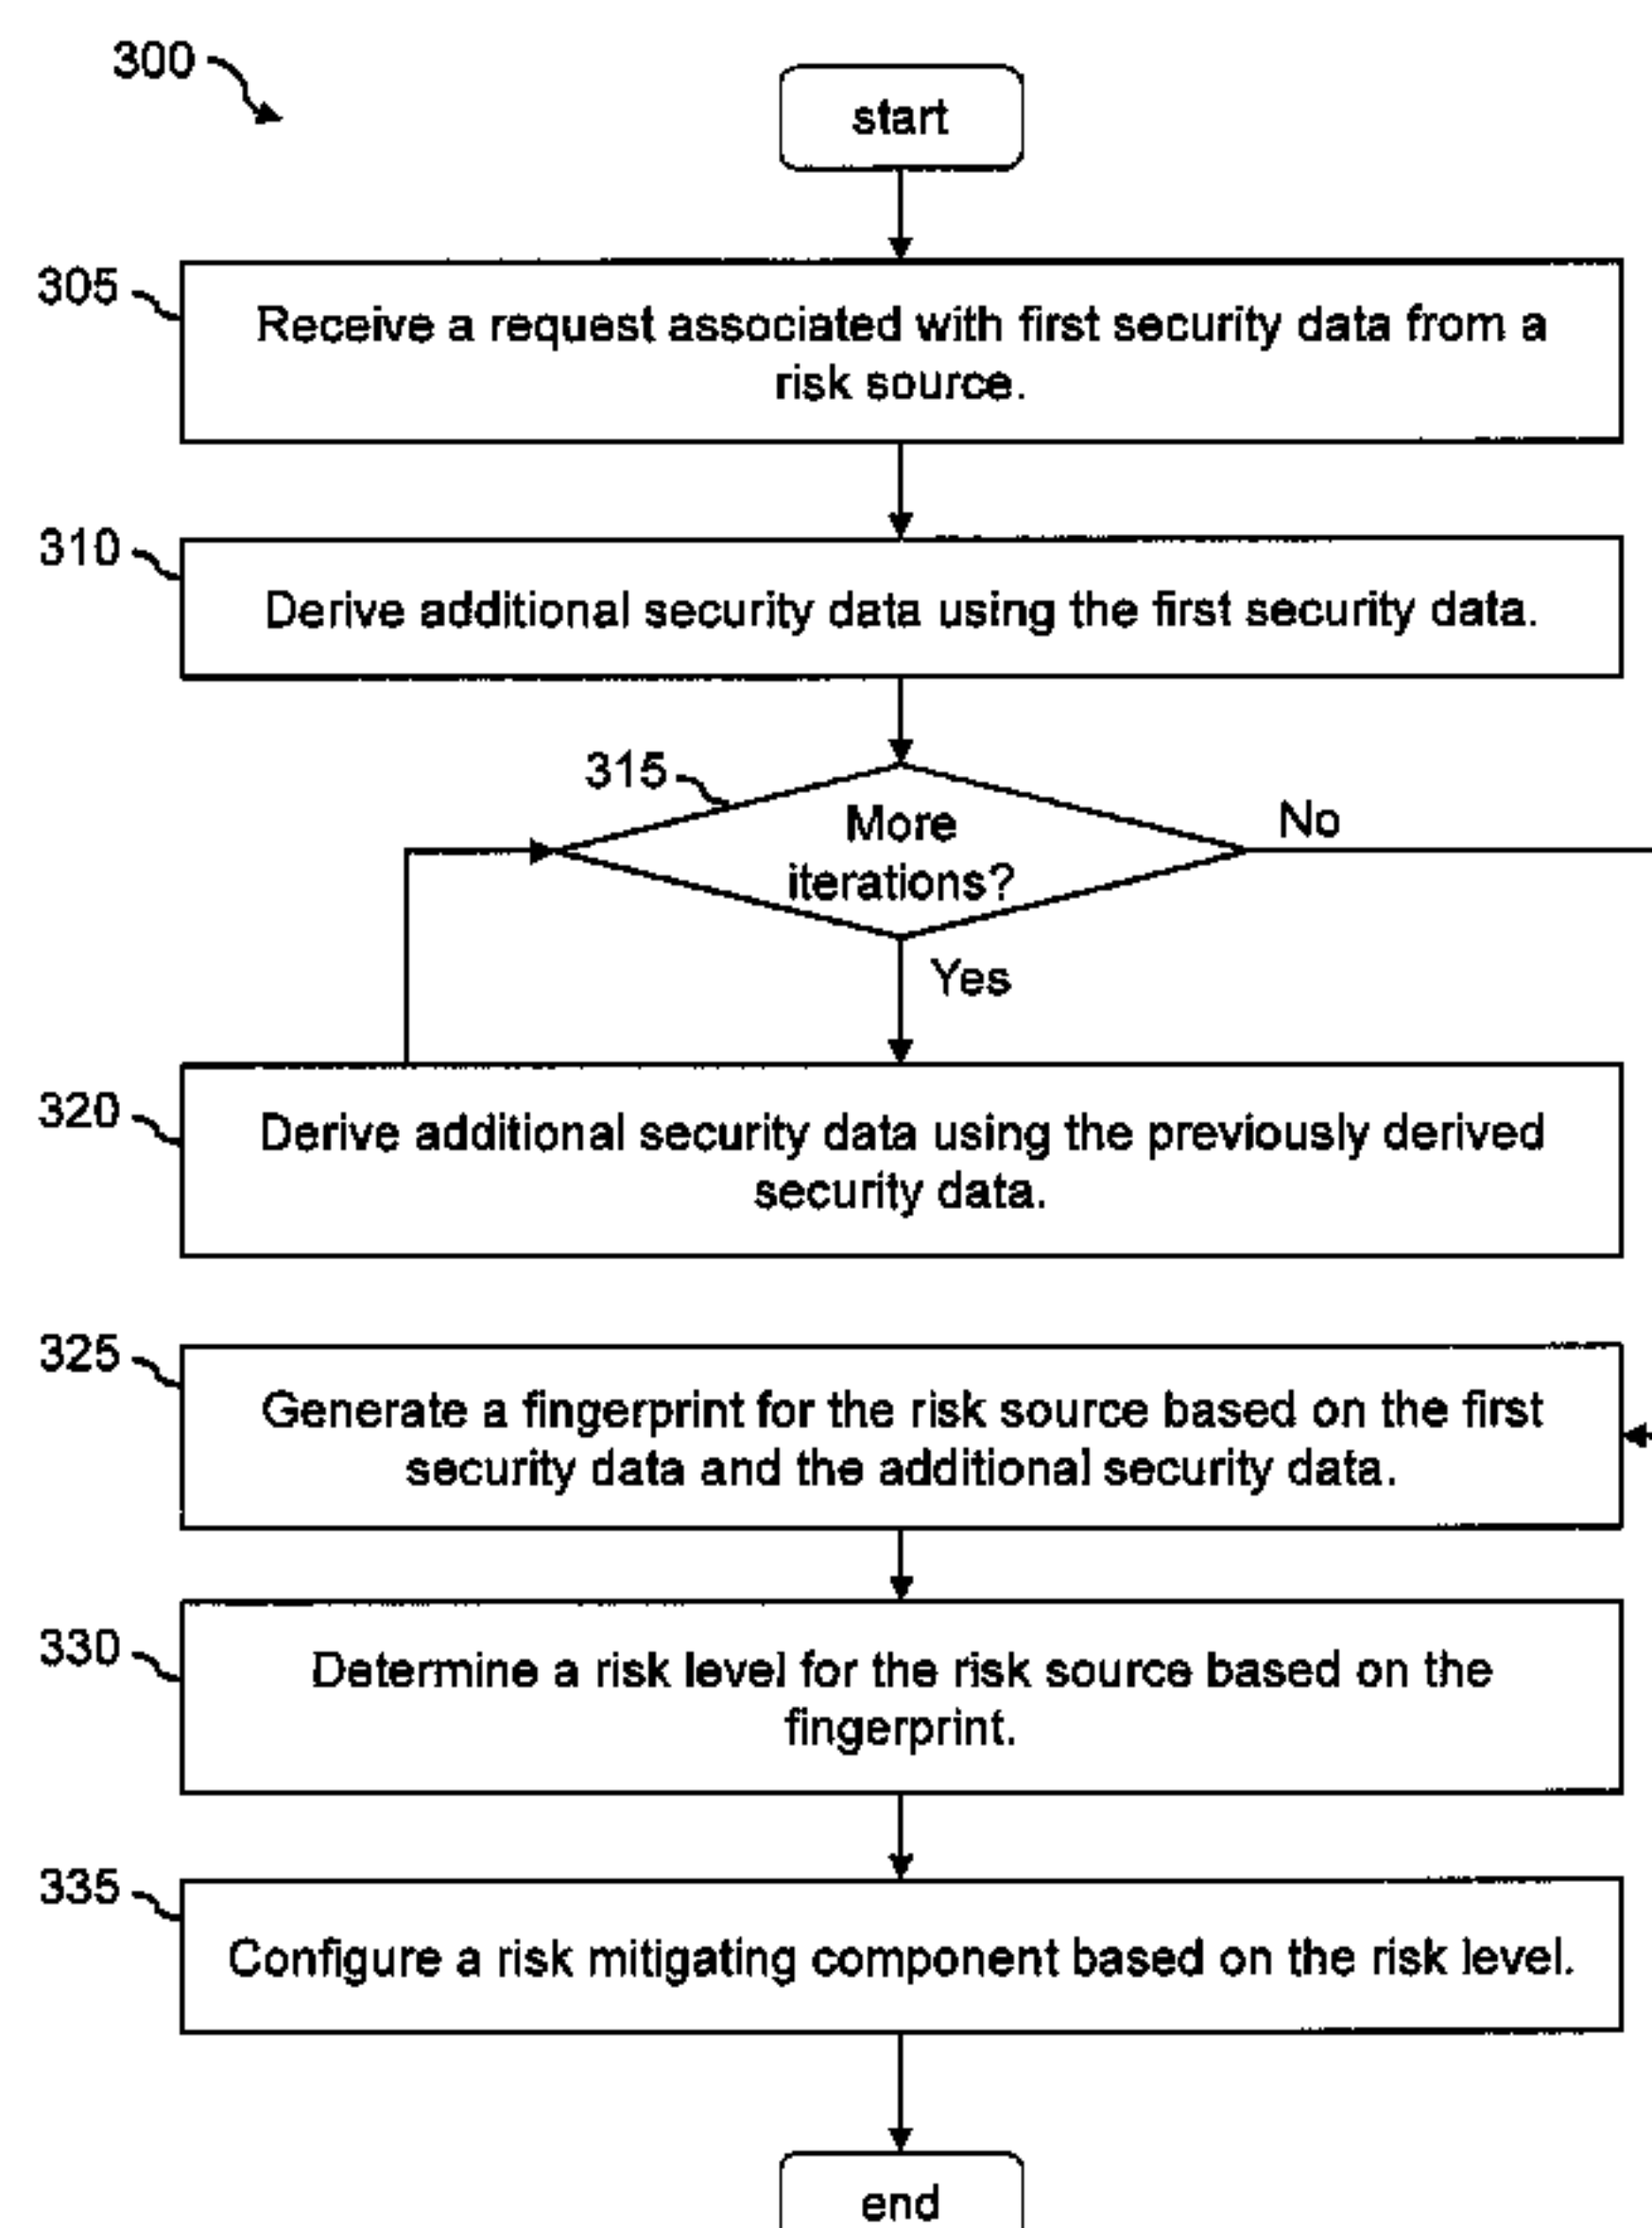 300
start
305
Receive a request associated with first security data from a
risk source.
310
Derive additional security data using the first security data.
315
More
iterations?
No
Yes
320
Derive additional security data using the previously derived
security data.
325
Generate a fingerprint for the risk source based on the first
security data and the additional security data.
330
Determine a risk level for the risk source based on the
fingerprint.
335
Configure a risk mitigating component based on the risk level.
end